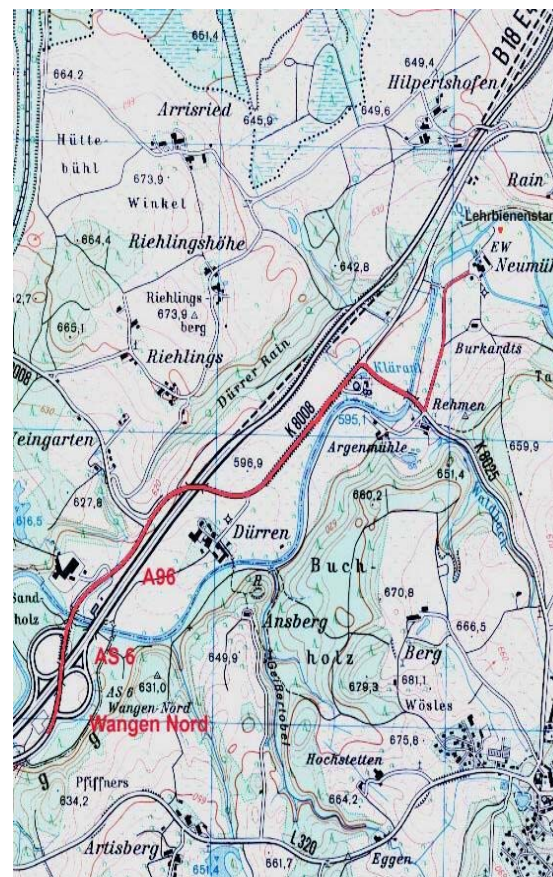 651,4
B 18
664,2
649,4
Hilpertshofen
Arrisried
649,6
645,9
Hütte-
bühl
673,9
Winkel
Rain
Lehrbienenstan
664,4
Riehlingshöhe
EW
Neumüh
642,8
Riehlings-
673,9
berg
665,1
Riehlings
Burkardts
Dürrer Rain
Kläranl.
K 8008
595,1
Rehmen
Argenmühle
K 8025
659,9
Weingarten
596,9
651,4
660,2
Waldbach
627,8
616,5
Dürren
Buch-
A96
Sand-
holz
Ansberg
670,8
666,5
holz
Berg
AS 6
649,9
AS 6
631,0
Wangen-Nord
Geißertobel
679,3
681,1
Wösles
Wangen Nord
675,8
Hochstetten
Pfiffners
634,2
664,2
L 320
Artisberg
651,4
661,7
Eggen